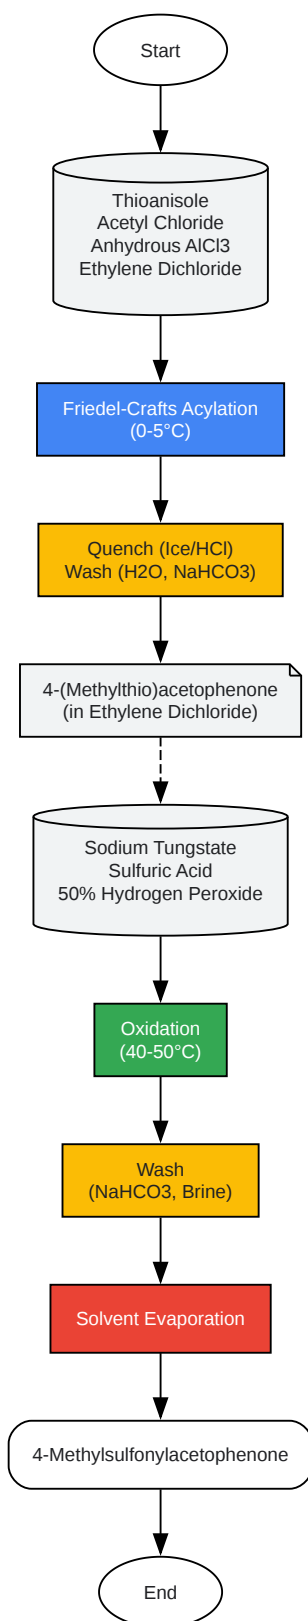 Start
Thioanisole
Acetyl Chloride
Anhydrous AlCl3
Ethylene Dichloride
Friedel-Crafts Acylation
(0-5°C)
Quench (Ice/HCl)
Wash (H2O, NaHCO3)
4-(Methylthio)acetophenone
(in Ethylene Dichloride)
Sodium Tungstate
Sulfuric Acid
50% Hydrogen Peroxide
Oxidation
(40-50°C)
Wash
(NaHCO3, Brine)
Solvent Evaporation
4-Methylsulfonylacetophenone
End